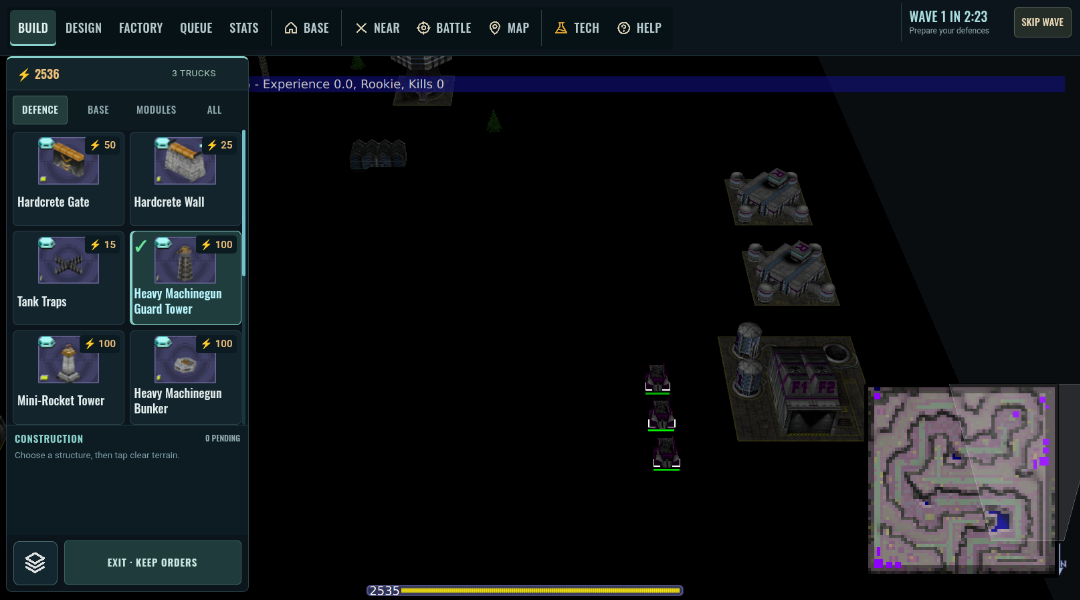 BUILD DESIGN FACTORY QUEUE STATS BASE NEAR BATTLE MAP TECH HELP
WAVE 1 IN 2:23
Prepare your defences
SKIP WAVE
2536
3 TRUCKS
- Experience 0.0, Rookie, Kills 0
DEFENCE BASE MODULES ALL
50
Hardcrete Gate
25
Hardcrete Wall
15
Tank Traps
100
Heavy Machinegun
Guard Tower
100
Mini-Rocket Tower
100
Heavy Machinegun
Bunker
CONSTRUCTION
0 PENDING
Choose a structure, then tap clear terrain.
EXIT - KEEP ORDERS
F1 F2
2535
N